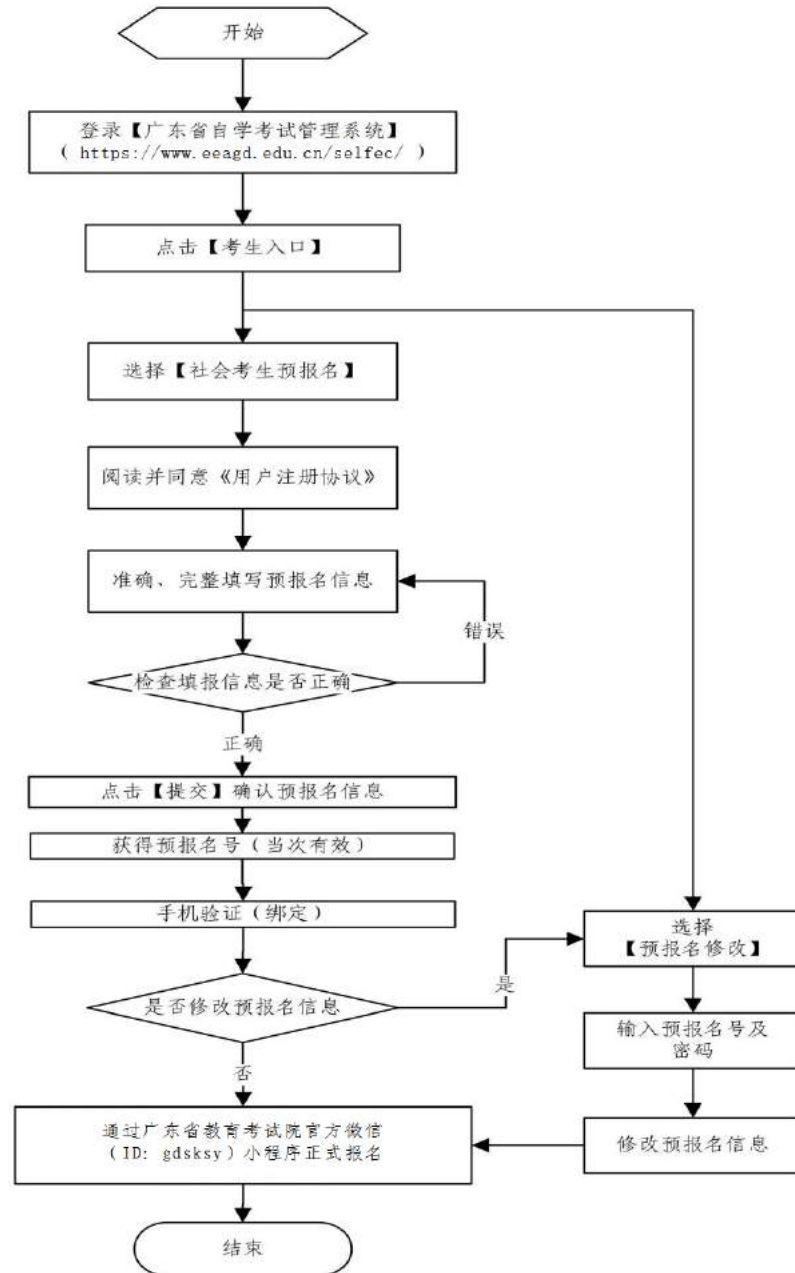 开始
登录【广东省自学考试管理系统】
( https://www.eeagd.edu.cn/selfec/ )
点击【考生入口】
选择【社会考生预报名】
阅读并同意《用户注册协议》
准确、完整填写预报名信息
错误
检查填报信息是否正确
正确
点击【提交】确认预报名信息
获得预报名号（当次有效）
手机验证（绑定）
选择
【预报名修改】
是否修改预报名信息
是
输入预报名号及
密码
否
通过广东省教育考试院官方微信
（ID: gdsksy）小程序正式报名
修改预报名信息
结束